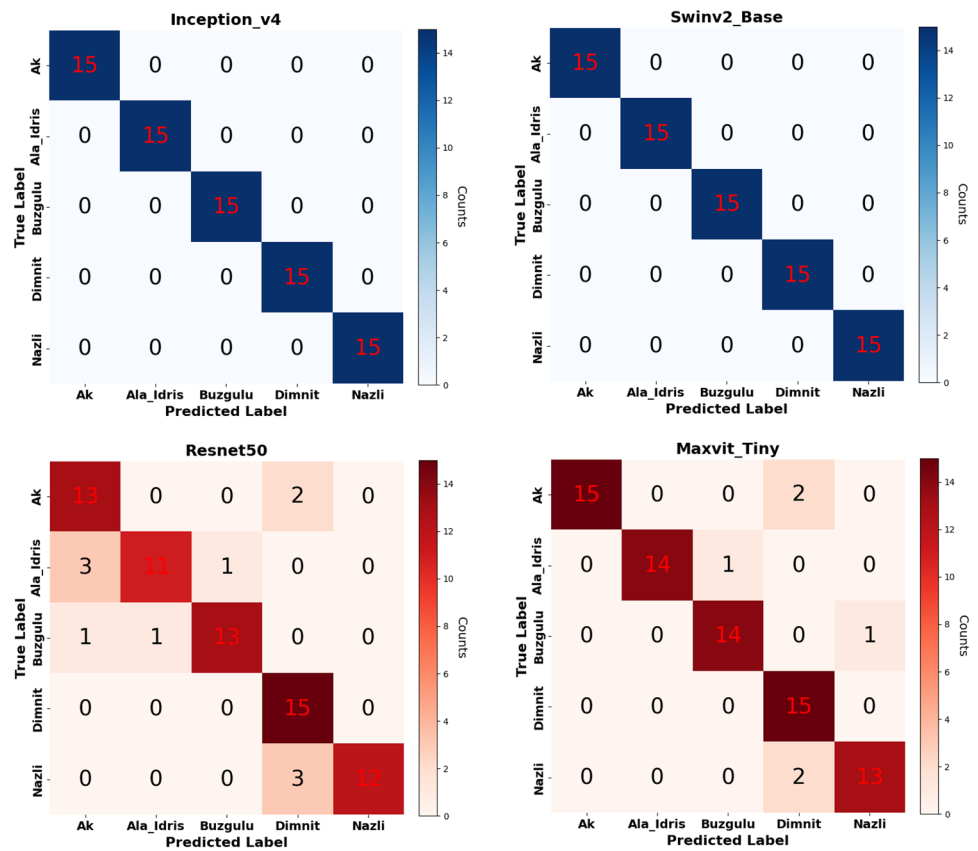 Inception_v4
Ak 15 0 0 0 0
Ala_Idris 0 15 0 0 0
Buzgulu 0 0 15 0 0
Dimnit 0 0 0 15 0
Nazli 0 0 0 0 15
Ak Ala_Idris Buzgulu Dimnit Nazli
Predicted Label
True Label
14
12
10
8
6
4
2
0
Counts
Swinv2_Base
Ak 15 0 0 0 0
Ala_Idris 0 15 0 0 0
Buzgulu 0 0 15 0 0
Dimnit 0 0 0 15 0
Nazli 0 0 0 0 15
Ak Ala_Idris Buzgulu Dimnit Nazli
Predicted Label
True Label
14
12
10
8
6
4
2
0
Counts
Resnet50
Ak 13 0 0 2 0
Ala_Idris 3 11 1 0 0
Buzgulu 1 1 13 0 0
Dimnit 0 0 0 15 0
Nazli 0 0 0 3 12
Ak Ala_Idris Buzgulu Dimnit Nazli
Predicted Label
True Label
14
12
10
8
6
4
2
0
Counts
Maxvit_Tiny
Ak 15 0 0 2 0
Ala_Idris 0 14 1 0 0
Buzgulu 0 0 14 0 1
Dimnit 0 0 0 15 0
Nazli 0 0 0 2 13
Ak Ala_Idris Buzgulu Dimnit Nazli
Predicted Label
True Label
14
12
10
8
6
4
2
0
Counts